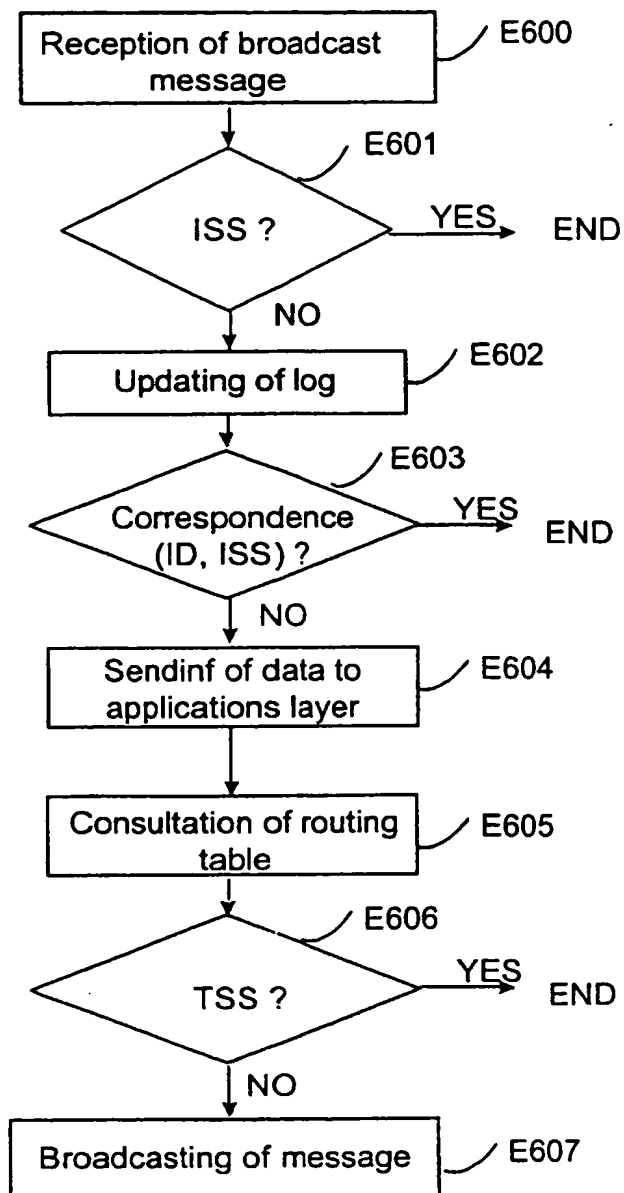 Reception of broadcast
message
E600
E601
ISS ?
YES
END
NO
Updating of log
E602
E603
Correspondence
(ID, ISS) ?
YES
END
NO
Sendinf of data to
applications layer
E604
Consultation of routing
table
E605
E606
TSS ?
YES
END
NO
Broadcasting of message
E607